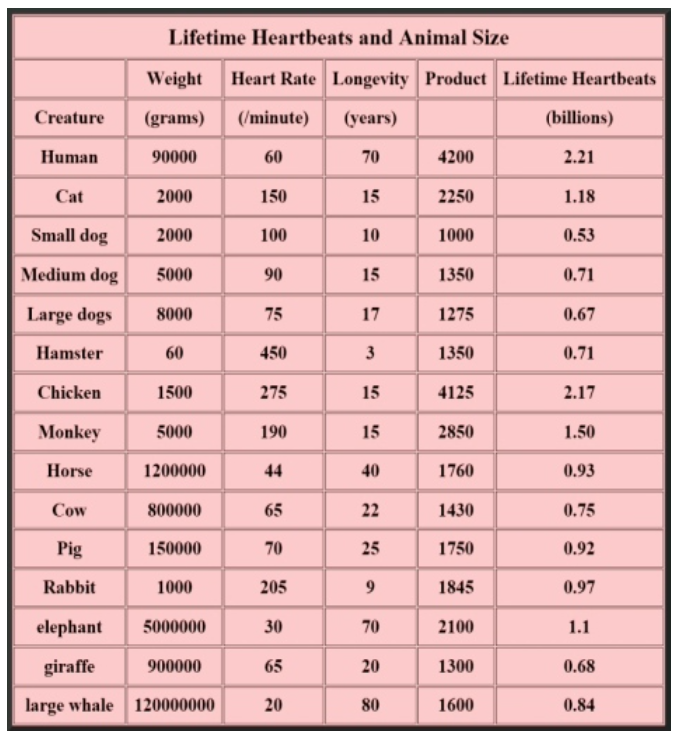 Lifetime Heartbeats and Animal Size
Weight Heart Rate Longevity Product Lifetime Heartbeats
Creature (grams) (/minute) (years) (billions)
Human 90000 60 70 4200 2.21
Cat 2000 150 15 2250 1.18
Small dog 2000 100 10 1000 0.53
Medium dog 5000 90 15 1350 0.71
Large dogs 8000 75 17 1275 0.67
Hamster 60 450 3 1350 0.71
Chicken 1500 275 15 4125 2.17
Monkey 5000 190 15 2850 1.50
Horse 1200000 44 40 1760 0.93
Cow 800000 65 22 1430 0.75
Pig 150000 70 25 1750 0.92
Rabbit 1000 205 9 1845 0.97
elephant 5000000 30 70 2100 1.1
giraffe 900000 65 20 1300 0.68
large whale 120000000 20 80 1600 0.84